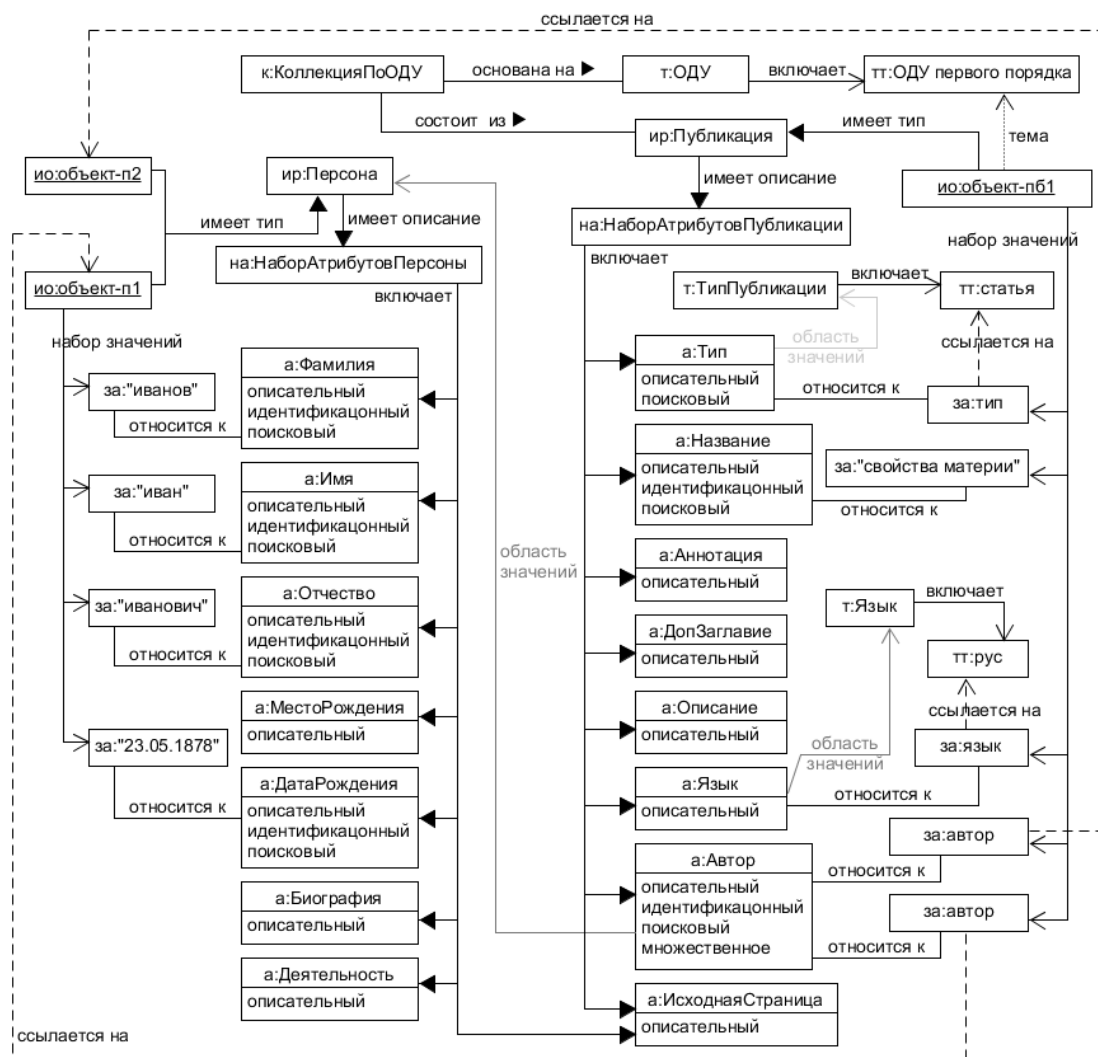 ссылается на
к:КоллекцияПоОДУ
основана на
т:ОДУ
включает
тт:ОДУ первого порядка
состоит из
ир:Публикация
имеет тип
тема
ио:объект-п2
ир:Персона
имеет описание
ио:объект-пб1
имеет тип
имеет описание
на:НаборАтрибутовПубликации
набор значений
на:НаборАтрибутовПерсоны
включает
ио:объект-п1
включает
т:ТипПубликации
включает
тт:статья
набор значений
область
значений
ссылается на
а:Фамилия
описательный
идентификацонный
поисковый
за:"иванов"
относится к
а:Тип
описательный
поисковый
относится к
за:тип
а:Название
описательный
идентификацонный
поисковый
за:"свойства материи"
относится к
а:Имя
описательный
идентификацонный
поисковый
за:"иван"
относится к
область
значений
а:Аннотация
описательный
а:Отчество
описательный
идентификацонный
поисковый
за:"иванович"
относится к
т:Язык
включает
а:ДопЗаглавие
описательный
тт:рус
а:МестоРождения
описательный
а:Описание
описательный
ссылается на
за:"23.05.1878"
область
значений
за:язык
а:ДатаРождения
описательный
идентификацонный
поисковый
относится к
а:Язык
описательный
относится к
за:автор
а:Автор
описательный
идентификацонный
поисковый
множественное
относится к
за:автор
относится к
а:Биография
описательный
а:Деятельность
описательный
а:ИсходнаяСтраница
описательный
ссылается на